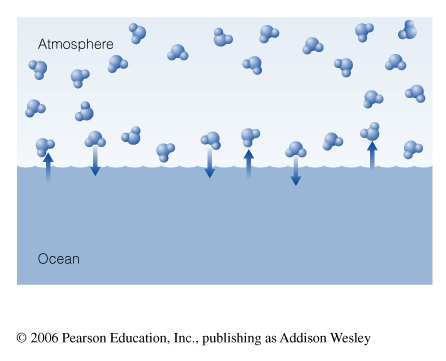 Atmosphere
Ocean
© 2006 Pearson Education, Inc., publishing as Addison Wesley